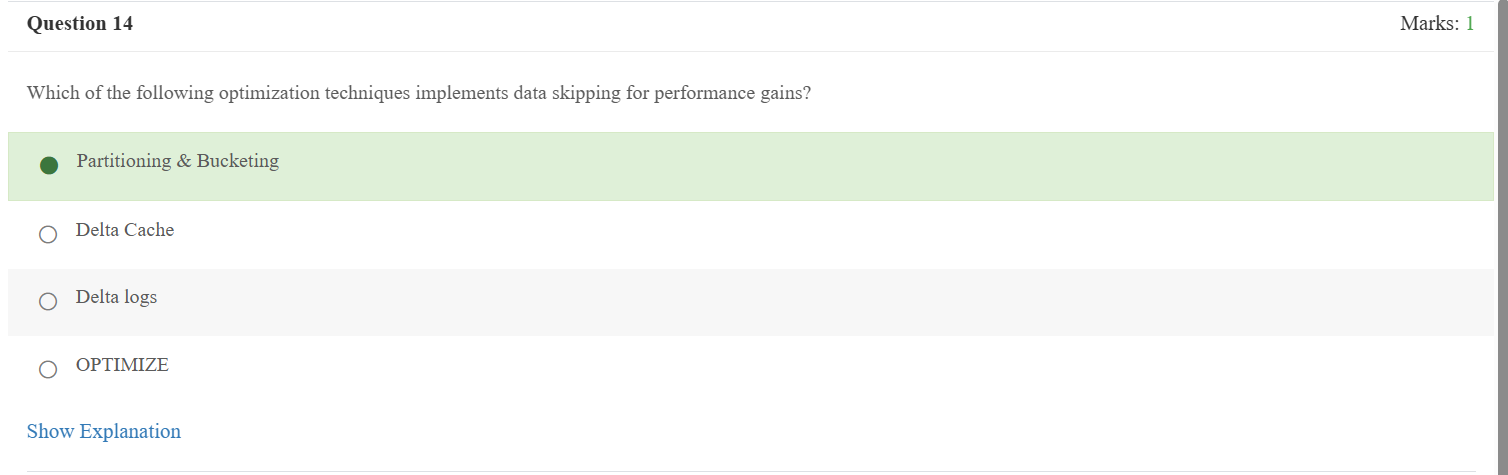 Question 14
Marks: 1
Which of the following optimization techniques implements data skipping for performance gains?
Partitioning & Bucketing
Delta Cache
Delta logs
OPTIMIZE
Show Explanation